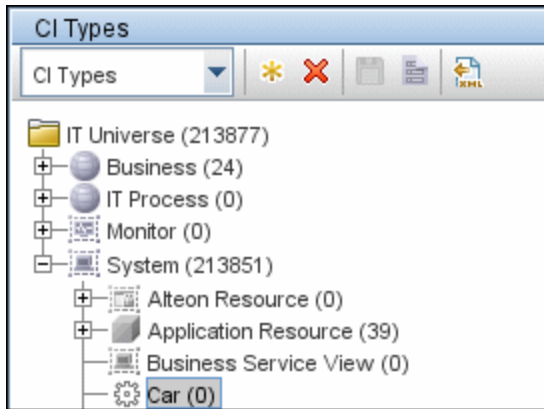 CI Types
CI Types
XML
IT Universe (213877)
Business (24)
IT Process (0)
Monitor (0)
System (213851)
Alteon Resource (0)
Application Resource (39)
Business Service View (0)
Car (0)